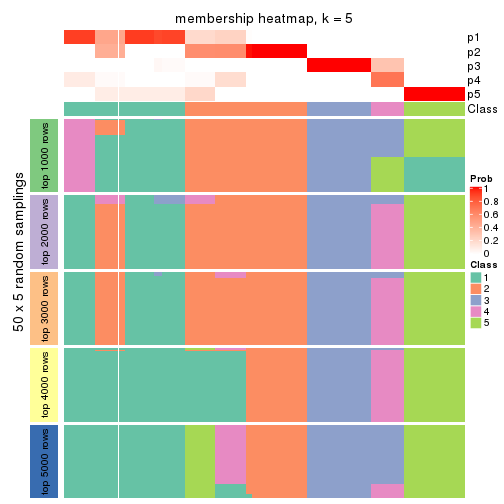 membership heatmap, k = 5
p1
p2
p3
p4
p5
Class
50 x 5 random samplings
top 1000 rows
top 2000 rows
top 3000 rows
top 4000 rows
top 5000 rows
Prob
1
0.8
0.6
0.4
0.2
0
Class
1
2
3
4
5